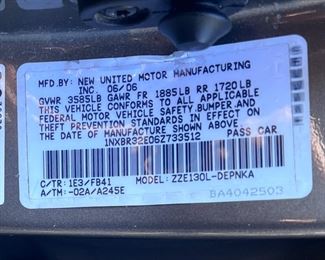 MFD.BY: NEW UNITED MOTOR MANUFACTURING
INC. 06/06
GVWR 3585LB GAWR FR 1885LB RR 1720LB
THIS VEHICLE CONFORMS TO ALL APPLICABLE
FEDERAL MOTOR VEHICLE SAFETY,BUMPER,AND
THEFT PREVENTION STANDARDS IN EFFECT ON
THE DATE OF MANUFACTURE SHOWN ABOVE.
1NXBR32E06Z733512 PASS CAR
C/TR: 1E3/FB41 MODEL: ZZE130L-DEPNKA
A/TM: -02A/A245E BA4042503